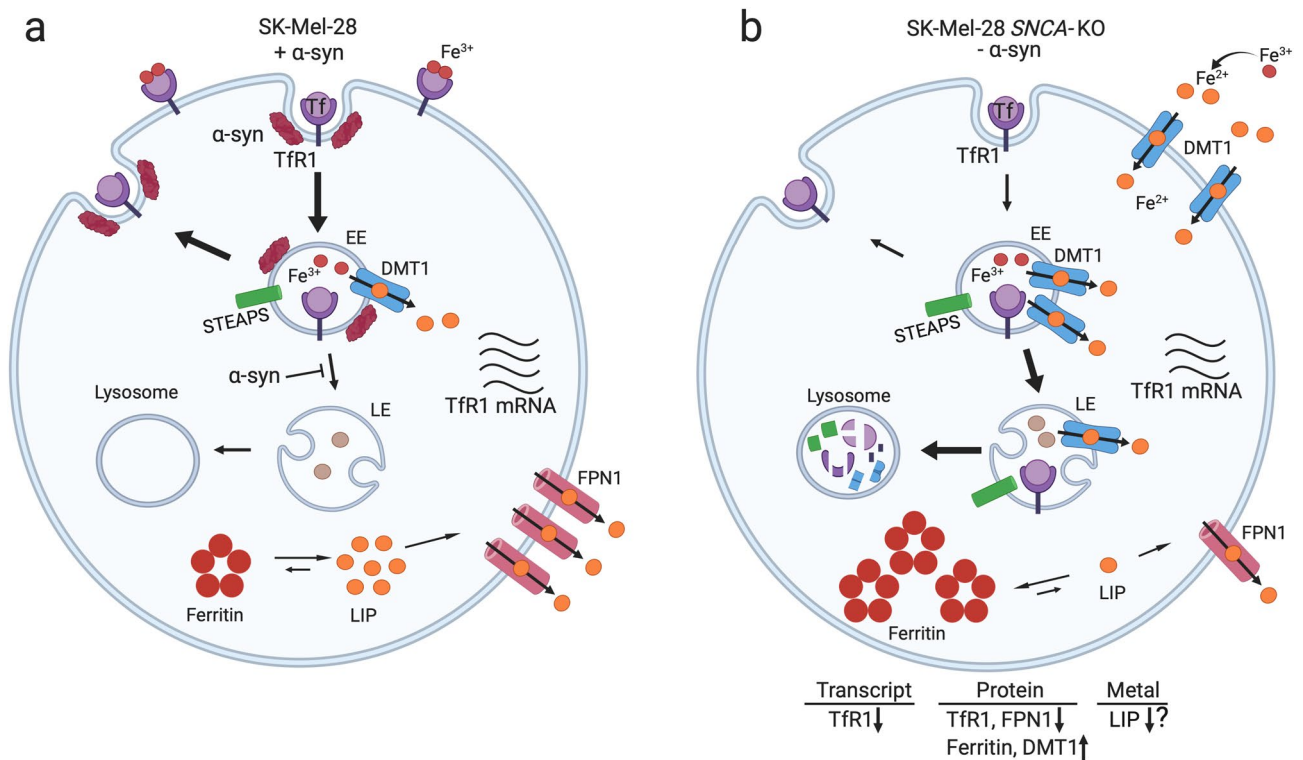 a
SK-Mel-28
+ α-syn
Fe³⁺
Tf
α-syn
TfR1
EE
Fe³⁺
DMT1
STEAPS
α-syn
TfR1 mRNA
Lysosome
LE
FPN1
Ferritin
LIP
b
SK-Mel-28 SNCA-KO
- α-syn
Fe³⁺
Fe²⁺
Tf
DMT1
TfR1
Fe²⁺
EE
Fe³⁺
STEAPS
TfR1 mRNA
Lysosome
LE
FPN1
LIP
Ferritin
Transcript Protein Metal
TfR1↓ TfR1, FPN1↓ LIP↓?
Ferritin, DMT1↑